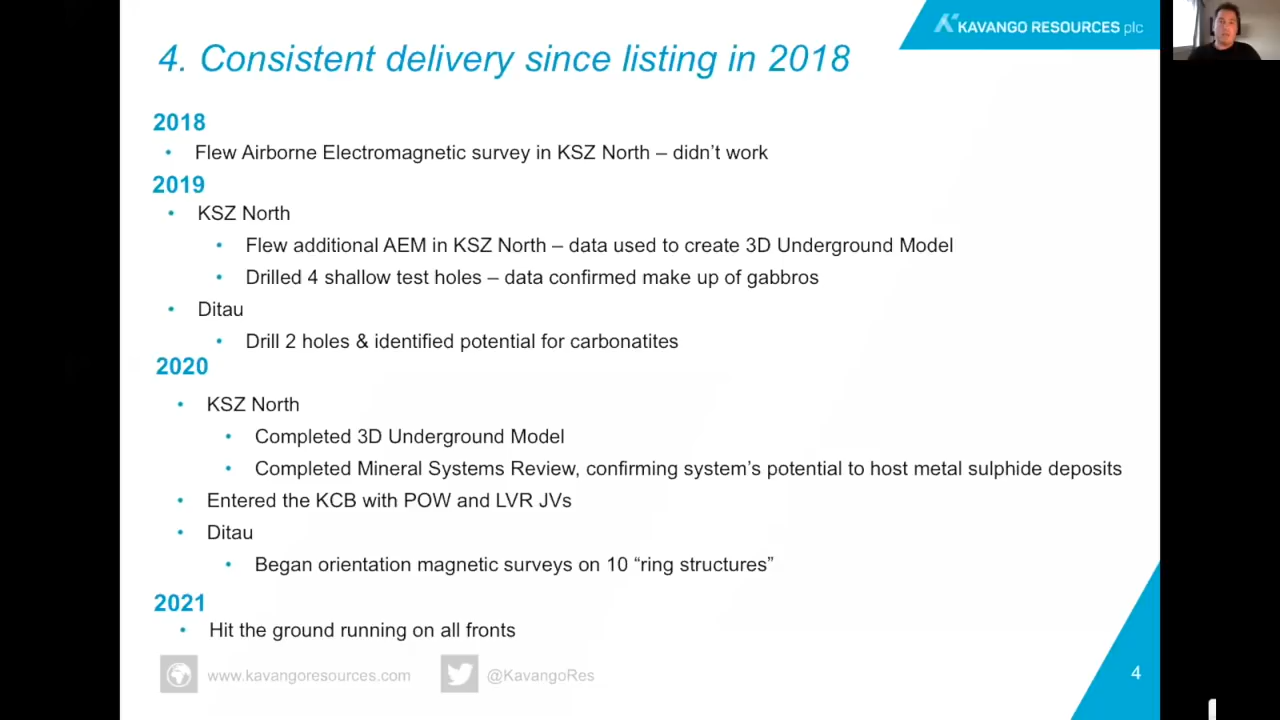 KAVANGO RESOURCES plc
4. Consistent delivery since listing in 2018
2018
• Flew Airborne Electromagnetic survey in KSZ North – didn’t work
2019
• KSZ North
• Flew additional AEM in KSZ North – data used to create 3D Underground Model
• Drilled 4 shallow test holes – data confirmed make up of gabbros
• Ditau
• Drill 2 holes & identified potential for carbonatites
2020
• KSZ North
• Completed 3D Underground Model
• Completed Mineral Systems Review, confirming system’s potential to host metal sulphide deposits
• Entered the KCB with POW and LVR JVs
• Ditau
• Began orientation magnetic surveys on 10 “ring structures”
2021
• Hit the ground running on all fronts
www.kavangoresources.com @KavangoRes
4